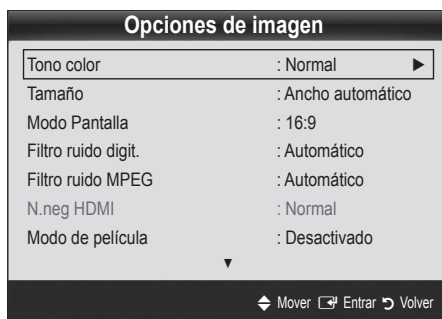 Opciones de imagen
Tono color : Normal ►
Tamaño : Ancho automático
Modo Pantalla : 16:9
Filtro ruido digit. : Automático
Filtro ruido MPEG : Automático
N.neg HDMI : Normal
Modo de película : Desactivado
▼
Mover Entrar Volver